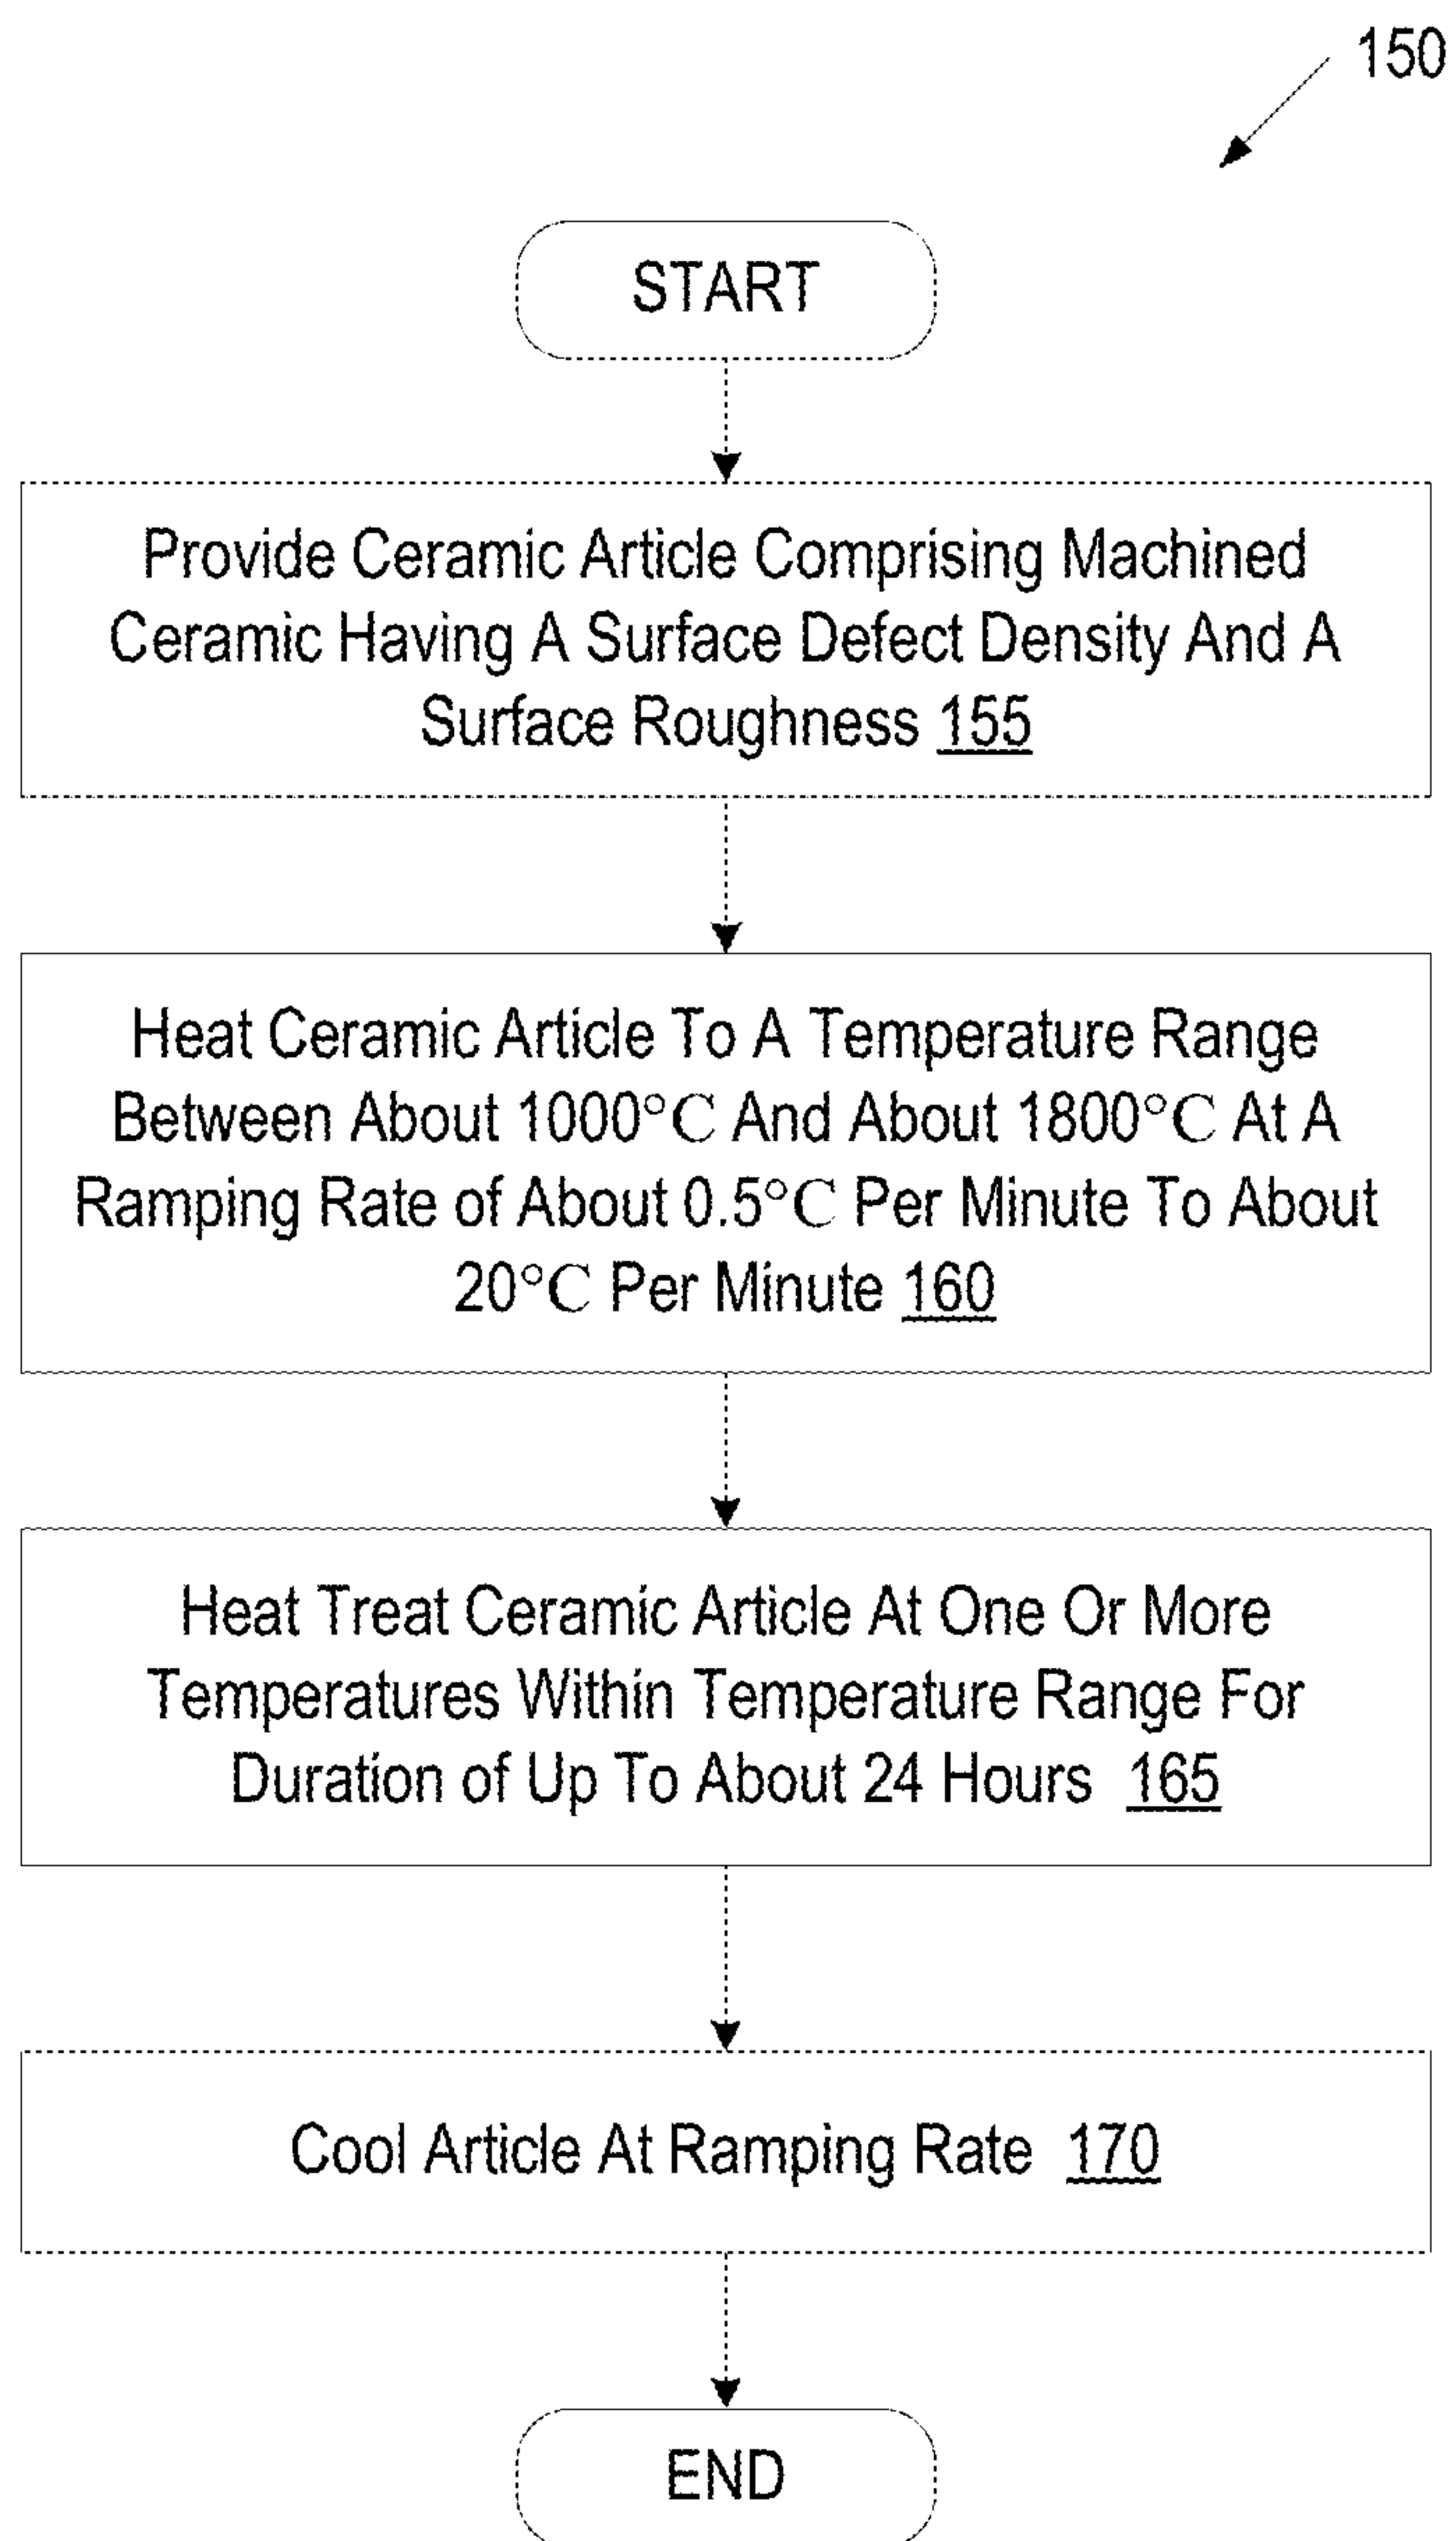 150
START
Provide Ceramic Article Comprising Machined
Ceramic Having A Surface Defect Density And A
Surface Roughness 155
Heat Ceramic Article To A Temperature Range
Between About 1000°C And About 1800°C At A
Ramping Rate of About 0.5°C Per Minute To About
20°C Per Minute 160
Heat Treat Ceramic Article At One Or More
Temperatures Within Temperature Range For
Duration of Up To About 24 Hours 165
Cool Article At Ramping Rate 170
END